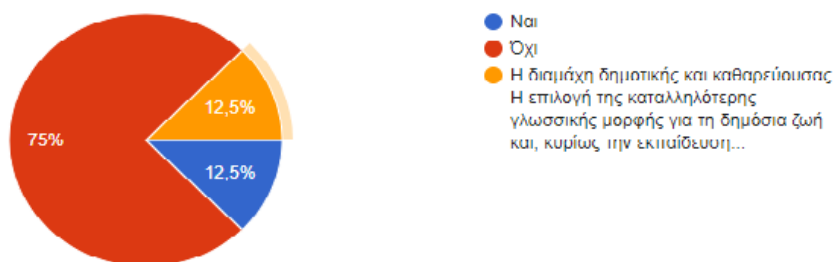 Ναι
Όχι
Η διαμάχη δημοτικής και καθαρεύουσας
Η επιλογή της καταλληλότερης
γλωσσικής μορφής για τη δημόσια ζωή
και, κυρίως την εκπαίδευση...
75%
12,5%
12,5%